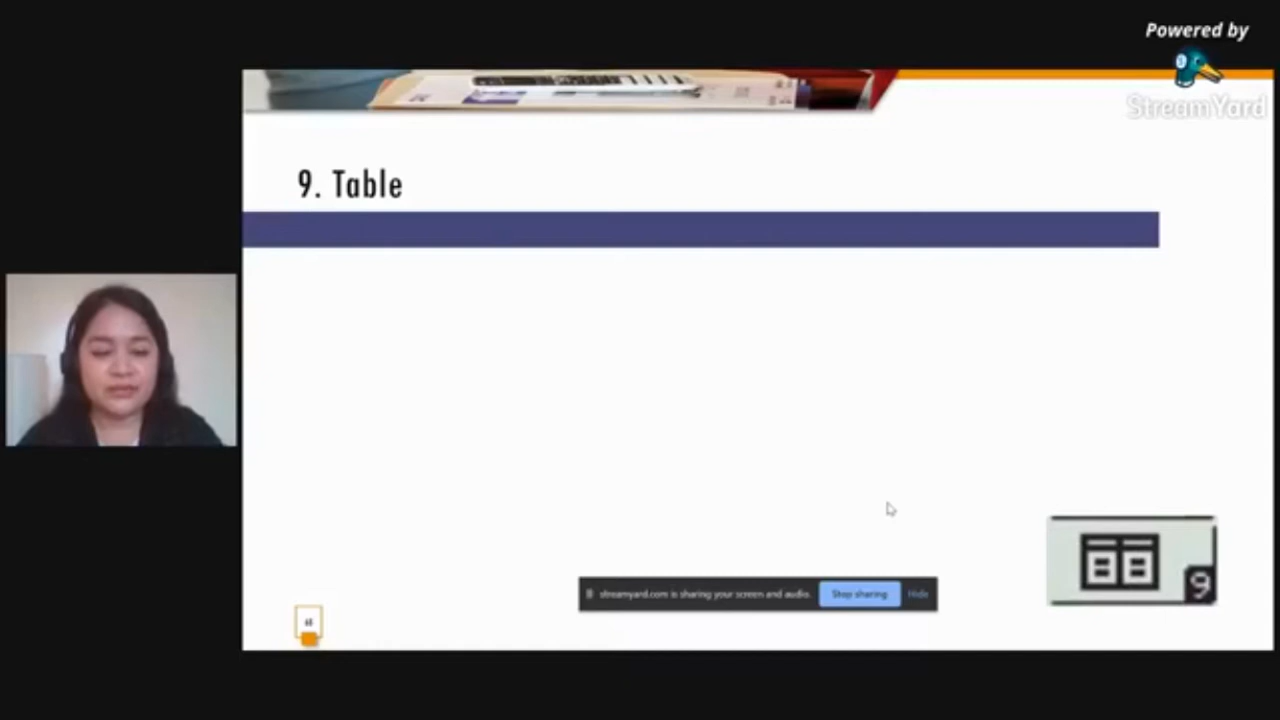 Powered by
StreamYard
9. Table
streamyard.com is sharing your screen and audio.
Stop sharing
Hide
9